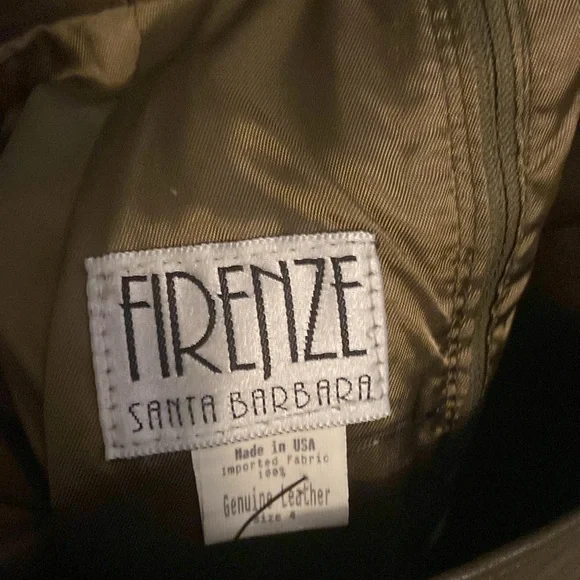 FIRENZE
SANTA BARBARA
Made in USA
imported Fabric
100%
Genuine Leather
Size 4